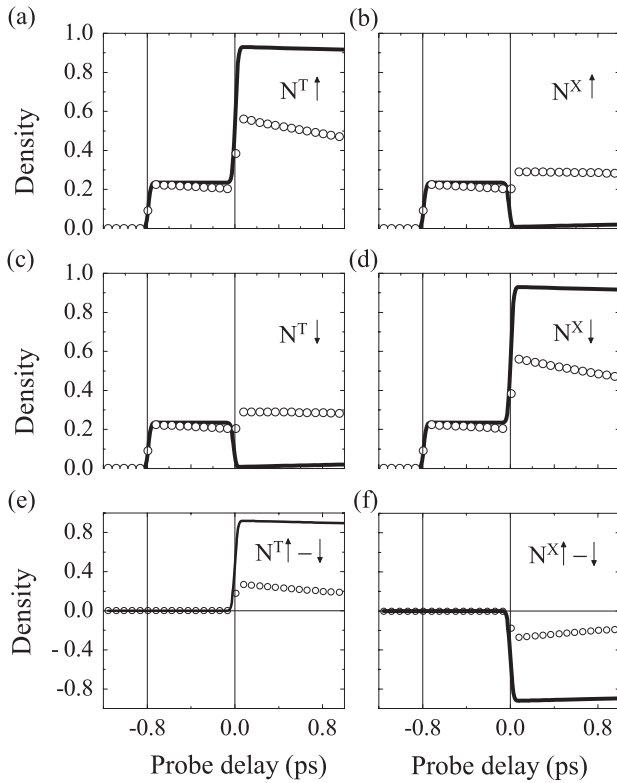 (a)
(b)
1.0
0.8
0.6
0.4
0.2
0.0
Density
N^T ↑
N^X ↑
(c)
(d)
1.0
0.8
0.6
0.4
0.2
0.0
Density
N^T ↓
N^X ↓
(e)
(f)
0.8
0.4
0.0
-
-0.8
Density
N^T ↑ – ↓
N^X ↑ – ↓
-0.8 0.0 0.8
-0.8 0.0 0.8
Probe delay (ps)
Probe delay (ps)